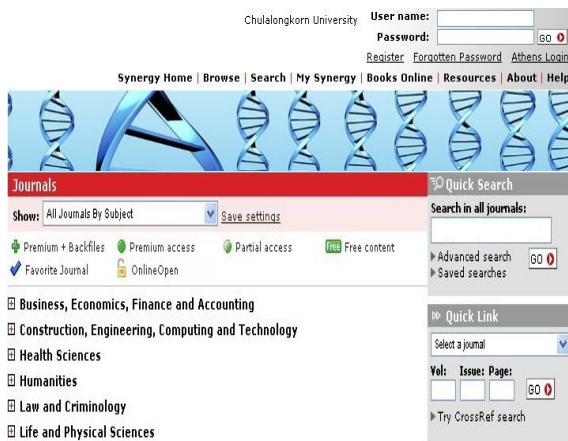 Chulalongkorn University User name:
Password: GO
Register Forgotten Password Athens Login
Synergy Home | Browse | Search | My Synergy | Books Online | Resources | About | Help
Journals
Show: All Journals By Subject Save settings
Premium + Backfiles Premium access Partial access Free Free content
Favorite Journal OnlineOpen
Business, Economics, Finance and Accounting
Construction, Engineering, Computing and Technology
Health Sciences
Humanities
Law and Criminology
Life and Physical Sciences
Quick Search
Search in all journals:
Advanced search GO
Saved searches
Quick Link
Select a journal
Vol: Issue: Page:
GO
Try CrossRef search